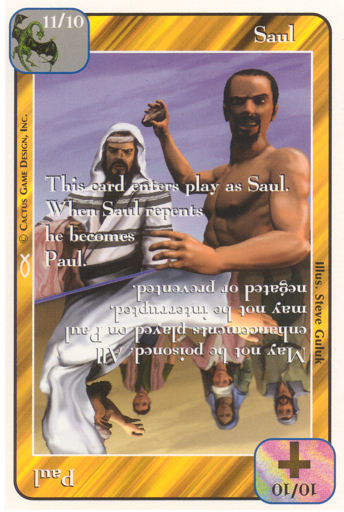 11/10
Saul
© CACTUS GAME DESIGN, INC.
This card enters play as Saul.
When Saul repents
he becomes
Paul.
Illus. Steve Guluk
May not be poisoned. All
enhancements played on Paul
may not be interrupted,
negated or prevented.
Paul
10/10